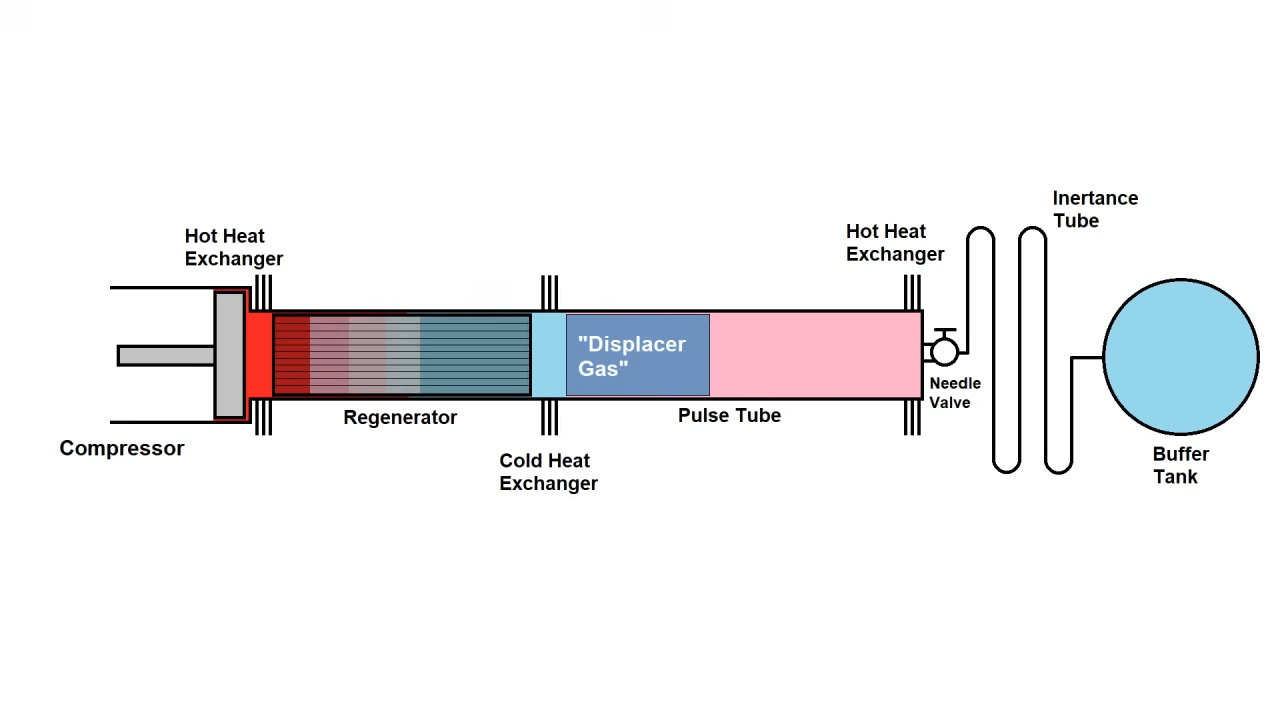 Inertance
Tube
Hot Heat
Exchanger
Hot Heat
Exchanger
"Displacer
Gas"
Needle
Valve
Regenerator
Pulse Tube
Compressor
Cold Heat
Exchanger
Buffer
Tank